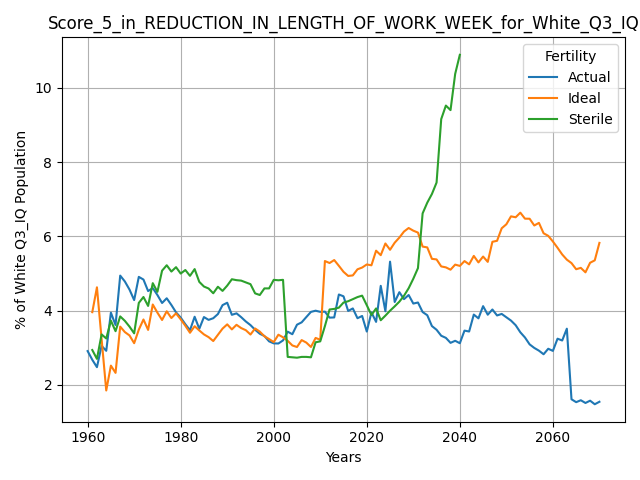 Score_5_in_REDUCTION_IN_LENGTH_OF_WORK_WEEK_for_White_Q3_IQ
Fertility
Actual
Ideal
Sterile
% of White Q3_IQ Population
10
8
6
4
2
1960
1980
2000
2020
2040
2060
Years